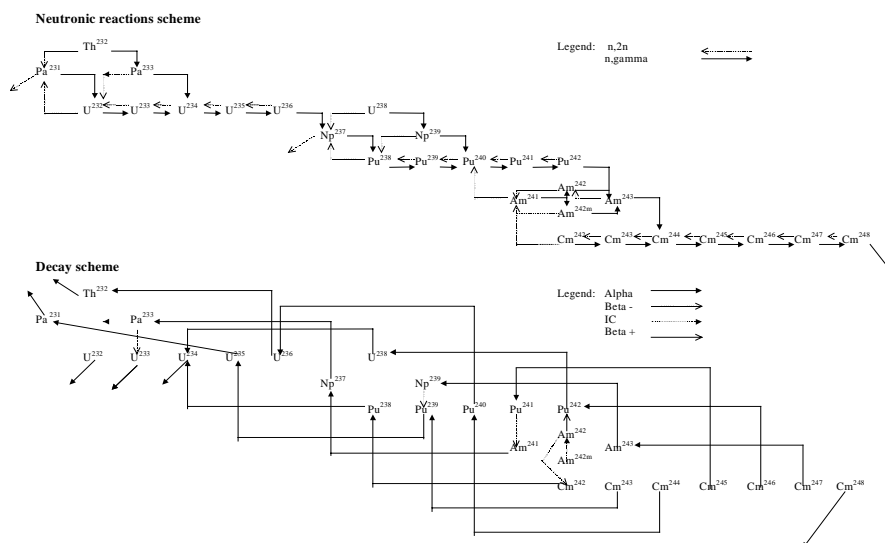 Neutronic reactions scheme
Th232
Legend: n,2n
n,gamma
Pa231 Pa233
U232 U233 U234 U235 U236 U238
Np237 Np239
Pu238 Pu239 Pu240 Pu241 Pu242
Am242
Am241 Am243
Am242m
Cm242 Cm243 Cm244 Cm245 Cm246 Cm247 Cm248
Decay scheme
Th232
Legend: Alpha
Beta -
IC
Beta +
Pa231 Pa233
U232 U233 U234 U235 U236 U238
Np237 Np239
Pu238 Pu239 Pu240 Pu241 Pu242
Am242
Am241 Am243
Am242m
Cm242 Cm243 Cm244 Cm245 Cm246 Cm247 Cm248